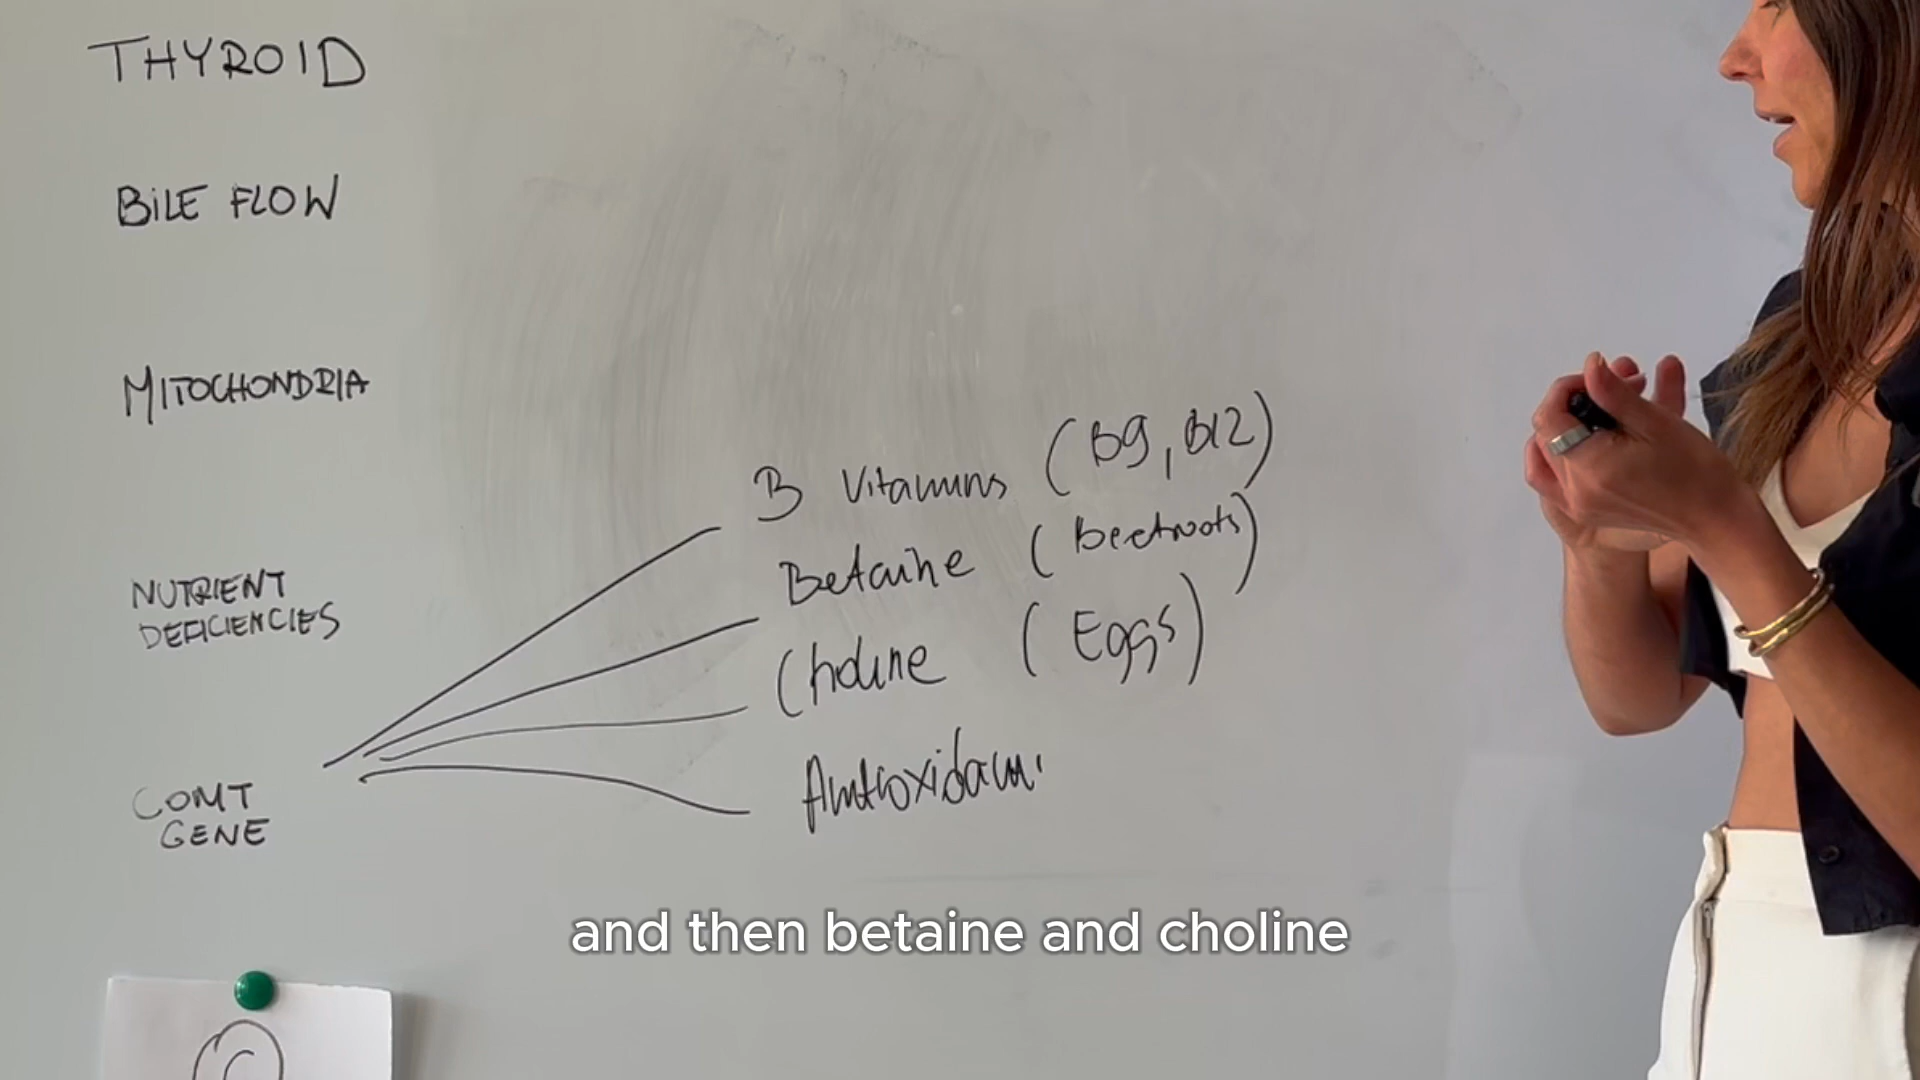 THYROID
BILE FLOW
MITOCHONDRIA
NUTRIENT
DEFICIENCIES
COMT
GENE
B Vitamins (B9, B12)
Betaine (Beetroots)
Choline (Eggs)
and then betaine and choline